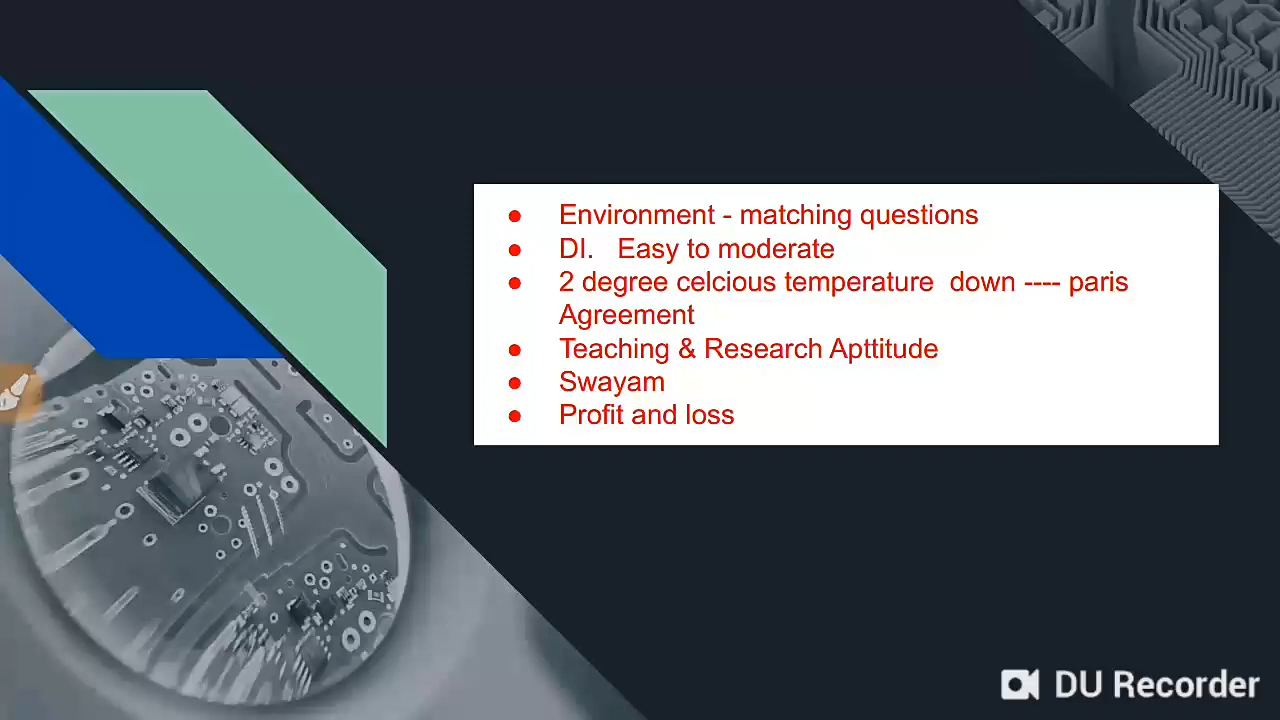 ● Environment - matching questions
● DI. Easy to moderate
● 2 degree celcious temperature down ---- paris
Agreement
● Teaching & Research Apttitude
● Swayam
● Profit and loss
DU Recorder